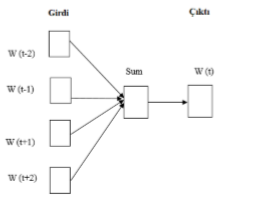 Girdi Çıktı
W (t-2)
Sum W (t)
W (t-1)
W (t+1)
W (t+2)